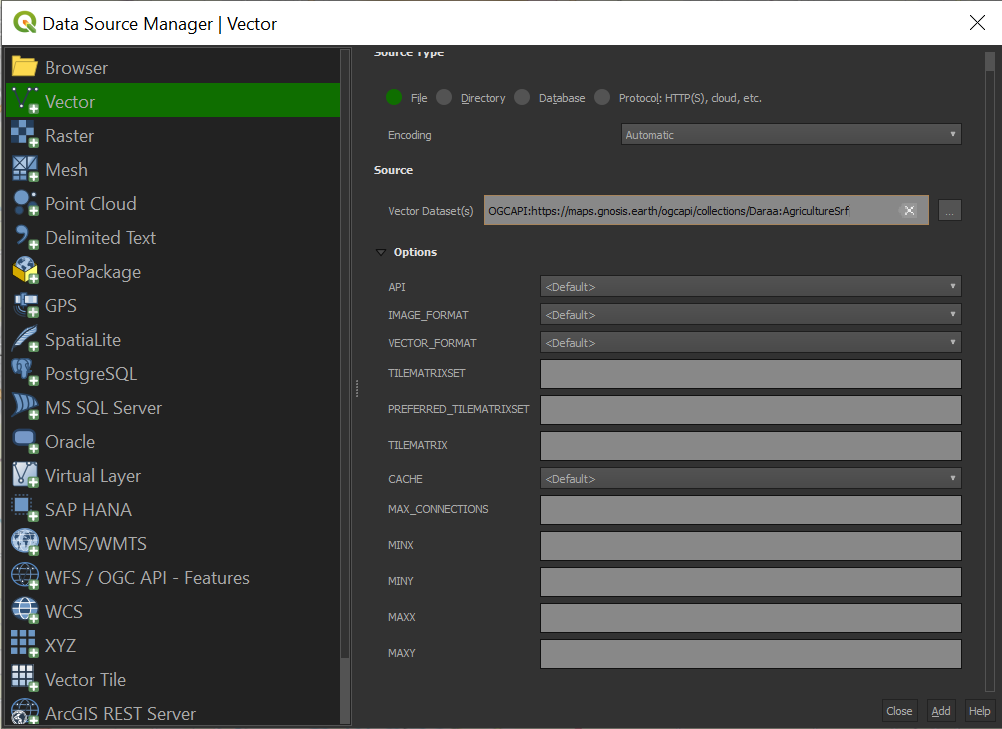 Data Source Manager | Vector
Browser
Vector
Raster
Mesh
Point Cloud
Delimited Text
GeoPackage
GPS
SpatiaLite
PostgreSQL
MS SQL Server
Oracle
Virtual Layer
SAP HANA
WMS/WMTS
WFS / OGC API - Features
WCS
XYZ
Vector Tile
ArcGIS REST Server
Source Type
File Directory Database Protocol: HTTP(S), cloud, etc.
Encoding Automatic
Source
Vector Dataset(s) OGCAPI:https://maps.gnosis.earth/ogcapi/collections/Daraa:AgricultureSrf ...
Options
API <Default>
IMAGE_FORMAT <Default>
VECTOR_FORMAT <Default>
TILEMATRIXSET
PREFERRED_TILEMATRIXSET
TILEMATRIX
CACHE <Default>
MAX_CONNECTIONS
MINX
MINY
MAXX
MAXY
Close Add Help